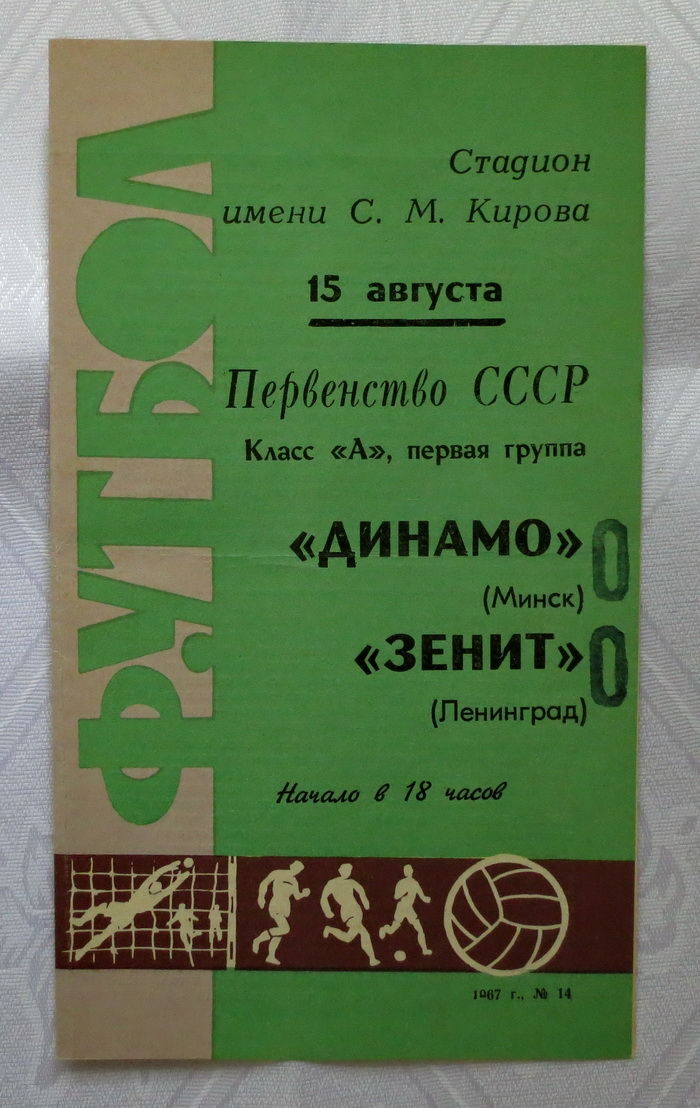 ФУТБОЛ
Стадион
имени С. М. Кирова
15 августа
Первенство СССР
Класс «А», первая группа
«ДИНАМО» 0
(Минск)
«ЗЕНИТ» 0
(Ленинград)
Начало в 18 часов
1967 г., № 14